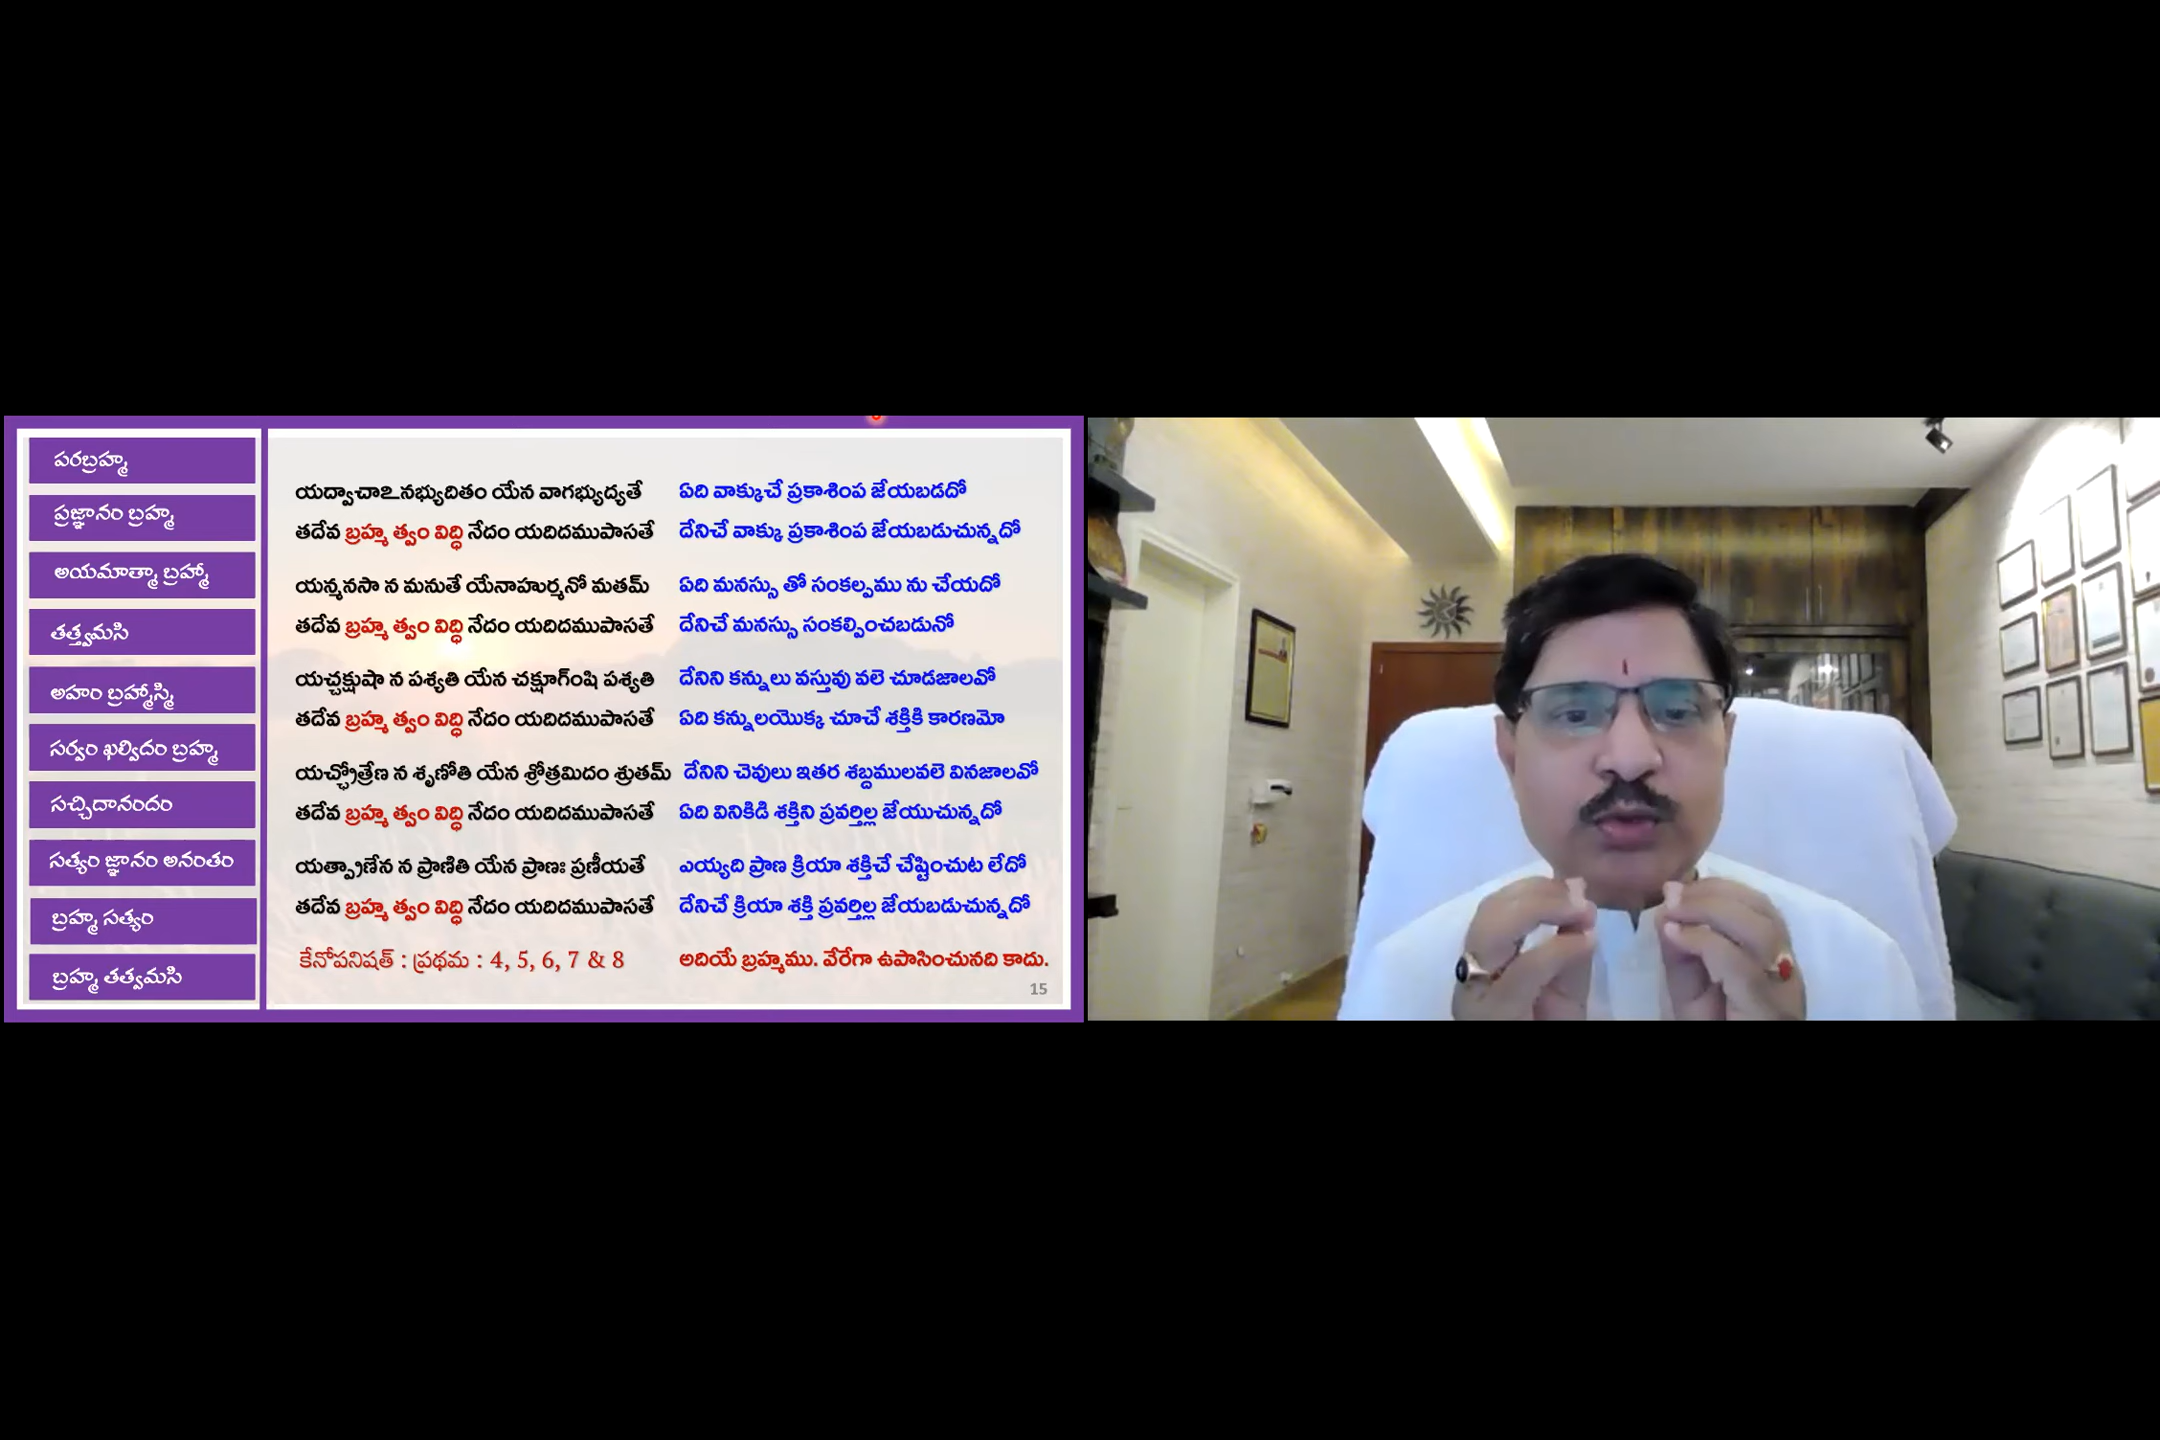 పరబ్రహ్మ
ప్రజ్ఞానం బ్రహ్మ
అయమాత్మా బ్రహ్మా
తత్త్వమసి
అహం బ్రహ్మాస్మి
సర్వం ఖల్విదం బ్రహ్మ
సచ్చిదానందం
సత్యం జ్ఞానం అనంతం
బ్రహ్మ సత్యం
బ్రహ్మ తత్వమసి
యద్వాచాఽనభ్యుదితం యేన వాగభ్యుద్యతే
తదేవ బ్రహ్మ త్వం విద్ధి నేదం యదిదముపాసతే
యన్మనసా న మనుతే యేనాహుర్మనో మతమ్
తదేవ బ్రహ్మ త్వం విద్ధి నేదం యదిదముపాసతే
యచ్చక్షుషా న పశ్యతి యేన చక్షూగ్ంషి పశ్యతి
తదేవ బ్రహ్మ త్వం విద్ధి నేదం యదిదముపాసతే
యచ్ఛ్రోత్రేణ న శృణోతి యేన శ్రోత్రమిదం శ్రుతమ్
తదేవ బ్రహ్మ త్వం విద్ధి నేదం యదిదముపాసతే
యత్ప్రాణేన న ప్రాణితి యేన ప్రాణః ప్రణీయతే
తదేవ బ్రహ్మ త్వం విద్ధి నేదం యదిదముపాసతే
కేనోపనిషత్ : ప్రథమ : 4, 5, 6, 7 & 8
ఏది వాక్కుచే ప్రకాశింప జేయబడదో
దేనిచే వాక్కు ప్రకాశింప జేయబడుచున్నదో
ఏది మనస్సు తో సంకల్పము ను చేయదో
దేనిచే మనస్సు సంకల్పించబడునో
దేనిని కన్నులు వస్తువు వలె చూడజాలవో
ఏది కన్నులయొక్క చూచే శక్తికి కారణమో
దేనిని చెవులు ఇతర శబ్దములవలె వినజాలవో
ఏది వినికిడి శక్తిని ప్రవర్తిల్ల జేయుచున్నదో
ఎయ్యది ప్రాణ క్రియా శక్తిచే చేష్టించుట లేదో
దేనిచే క్రియా శక్తి ప్రవర్తిల్ల జేయబడుచున్నదో
అదియే బ్రహ్మము. వేరేగా ఉపాసించునది కాదు.
15